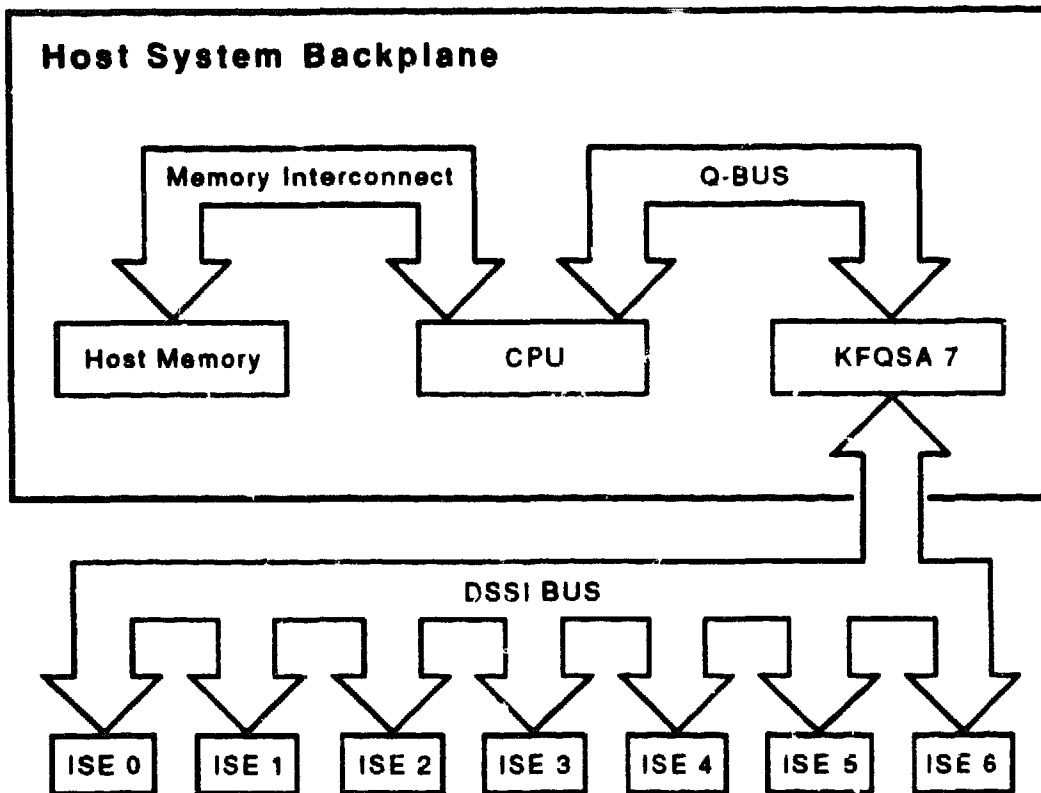 Host System Backplane
Memory Interconnect
Q-BUS
Host Memory
CPU
KFQSA 7
DSSI BUS
ISE 0
ISE 1
ISE 2
ISE 3
ISE 4
ISE 5
ISE 6